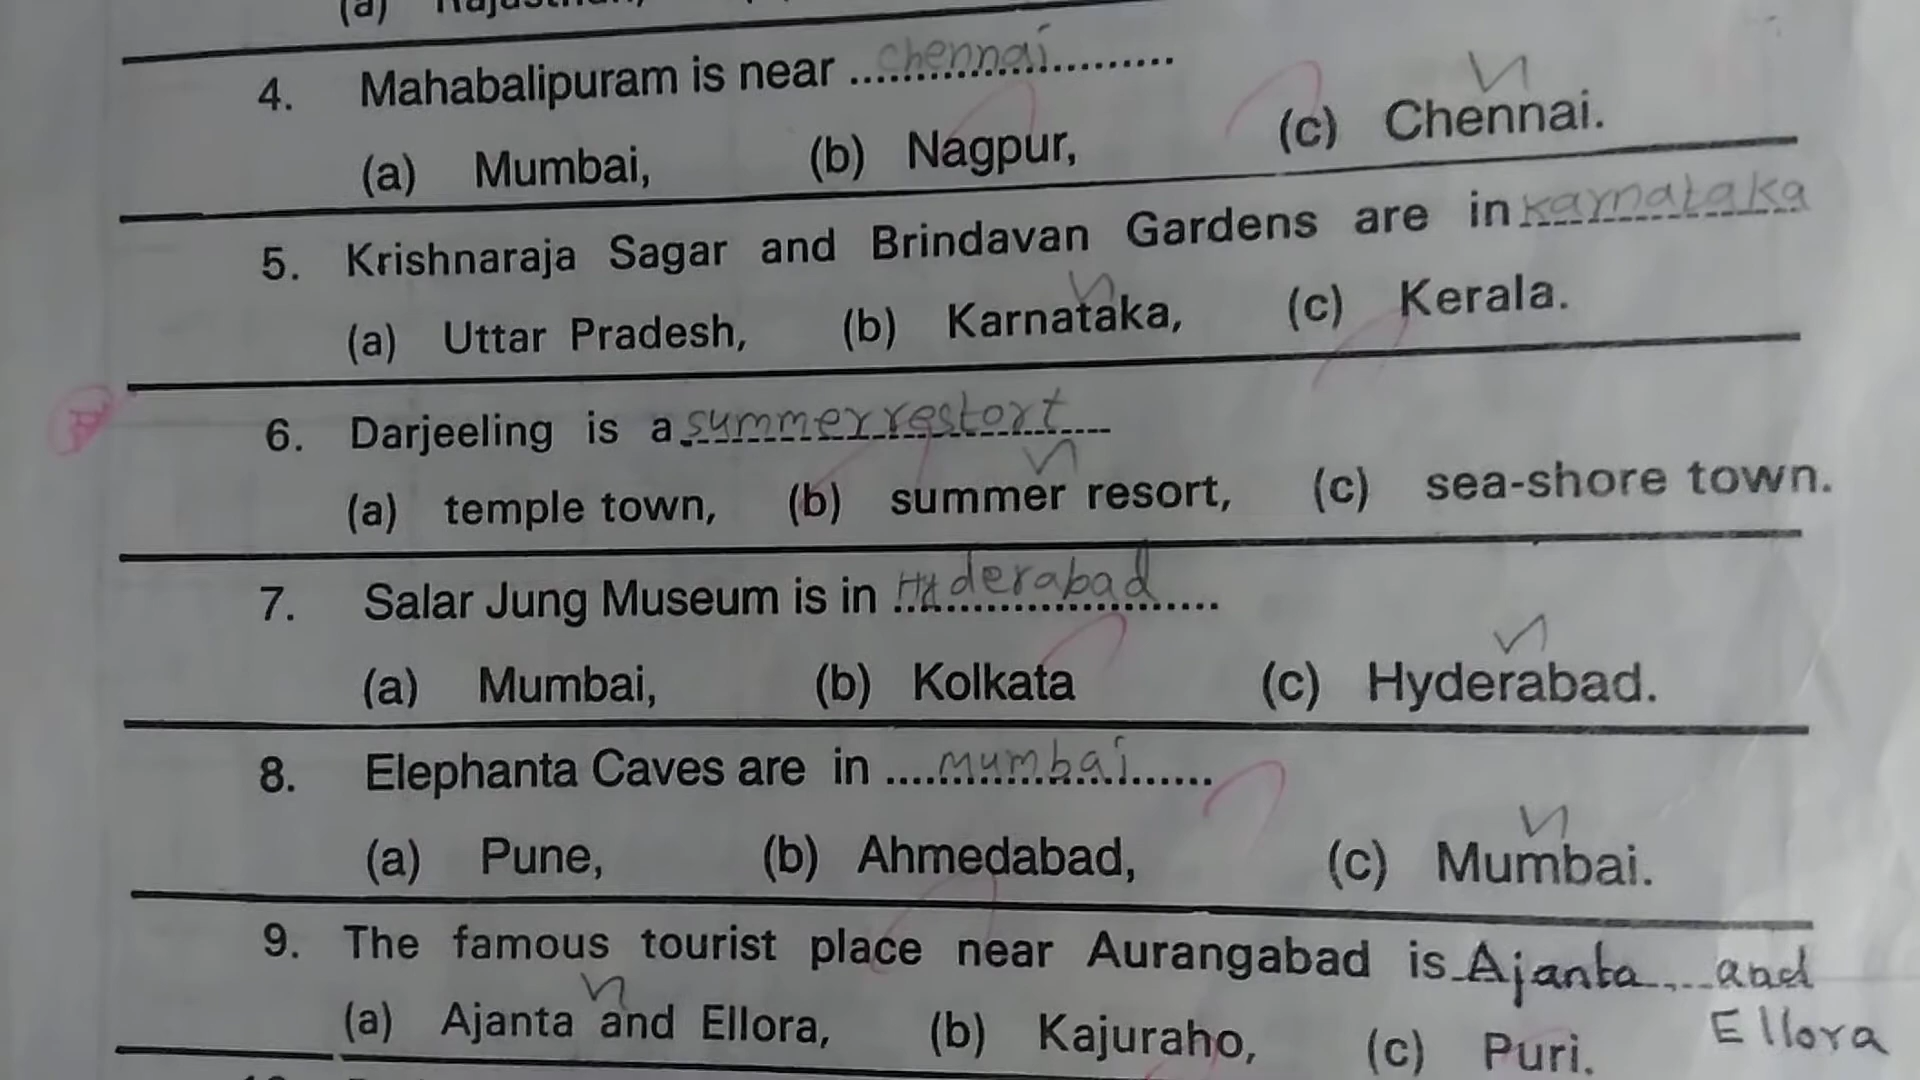 (a)
4. Mahabalipuram is near ....chennai..........
(a) Mumbai, (b) Nagpur, (c) Chennai.
5. Krishnaraja Sagar and Brindavan Gardens are in karnataka
(a) Uttar Pradesh, (b) Karnataka, (c) Kerala.
6. Darjeeling is a summer restort
(a) temple town, (b) summer resort, (c) sea-shore town.
7. Salar Jung Museum is in Hyderabad......
(a) Mumbai, (b) Kolkata (c) Hyderabad.
8. Elephanta Caves are in ....mumbai......
(a) Pune, (b) Ahmedabad, (c) Mumbai.
9. The famous tourist place near Aurangabad is Ajanta and
(a) Ajanta and Ellora, (b) Kajuraho, (c) Puri. Ellora